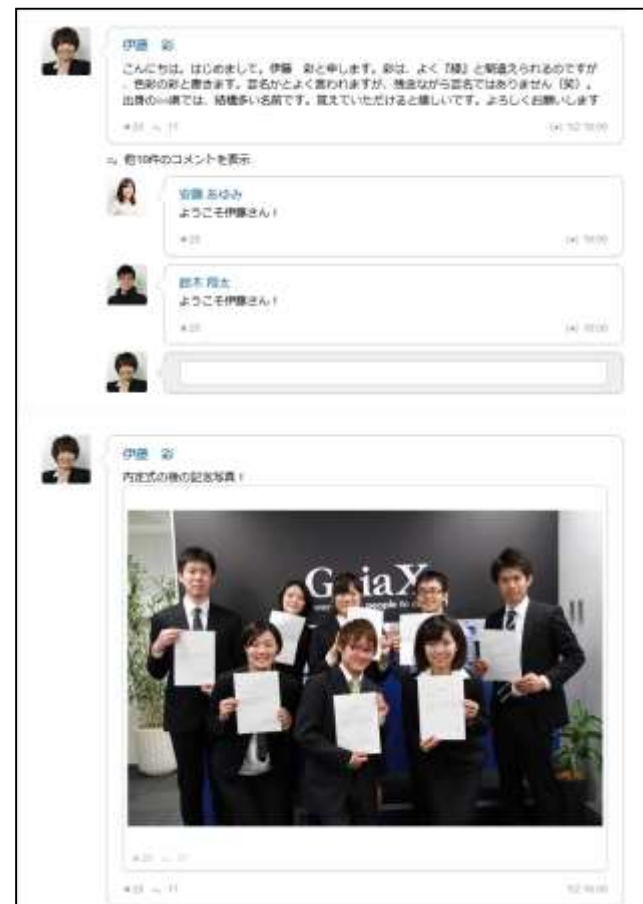 伊藤 彩
こんにちは。はじめまして。伊藤 彩と申します。彩は、よく『綾』と間違えられるのですが
、色彩の彩と書きます。芸名かとよく言われますが、残念ながら芸名ではありません（笑）。
出身の○○県では、結構多い名前です。覚えていただけると嬉しいです。よろしくお願いします
他10件のコメントを表示
安藤 あゆみ
ようこそ伊藤さん！
鈴木 翔太
ようこそ伊藤さん！
伊藤 彩
内定式の後の記念写真！
GaiaX
people to